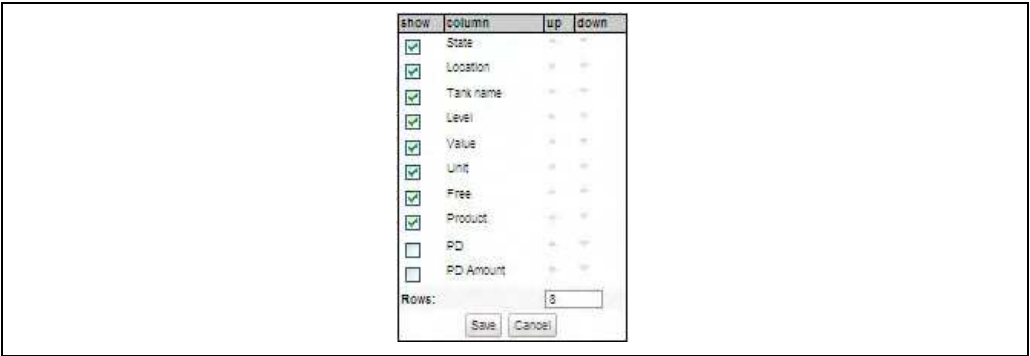 show column up down
State
Location
Tank name
Level
Value
Unit
Free
Product
PD
PD Amount
Rows: 8
Save Cancel